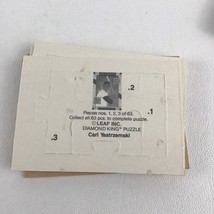 .2
.1
Pieces nos. 1, 2, 3 of 63.
Collect all 63 pcs. to complete puzzle.
© LEAF INC.
DIAMOND KING™ PUZZLE
Carl Yastrzemski
.3